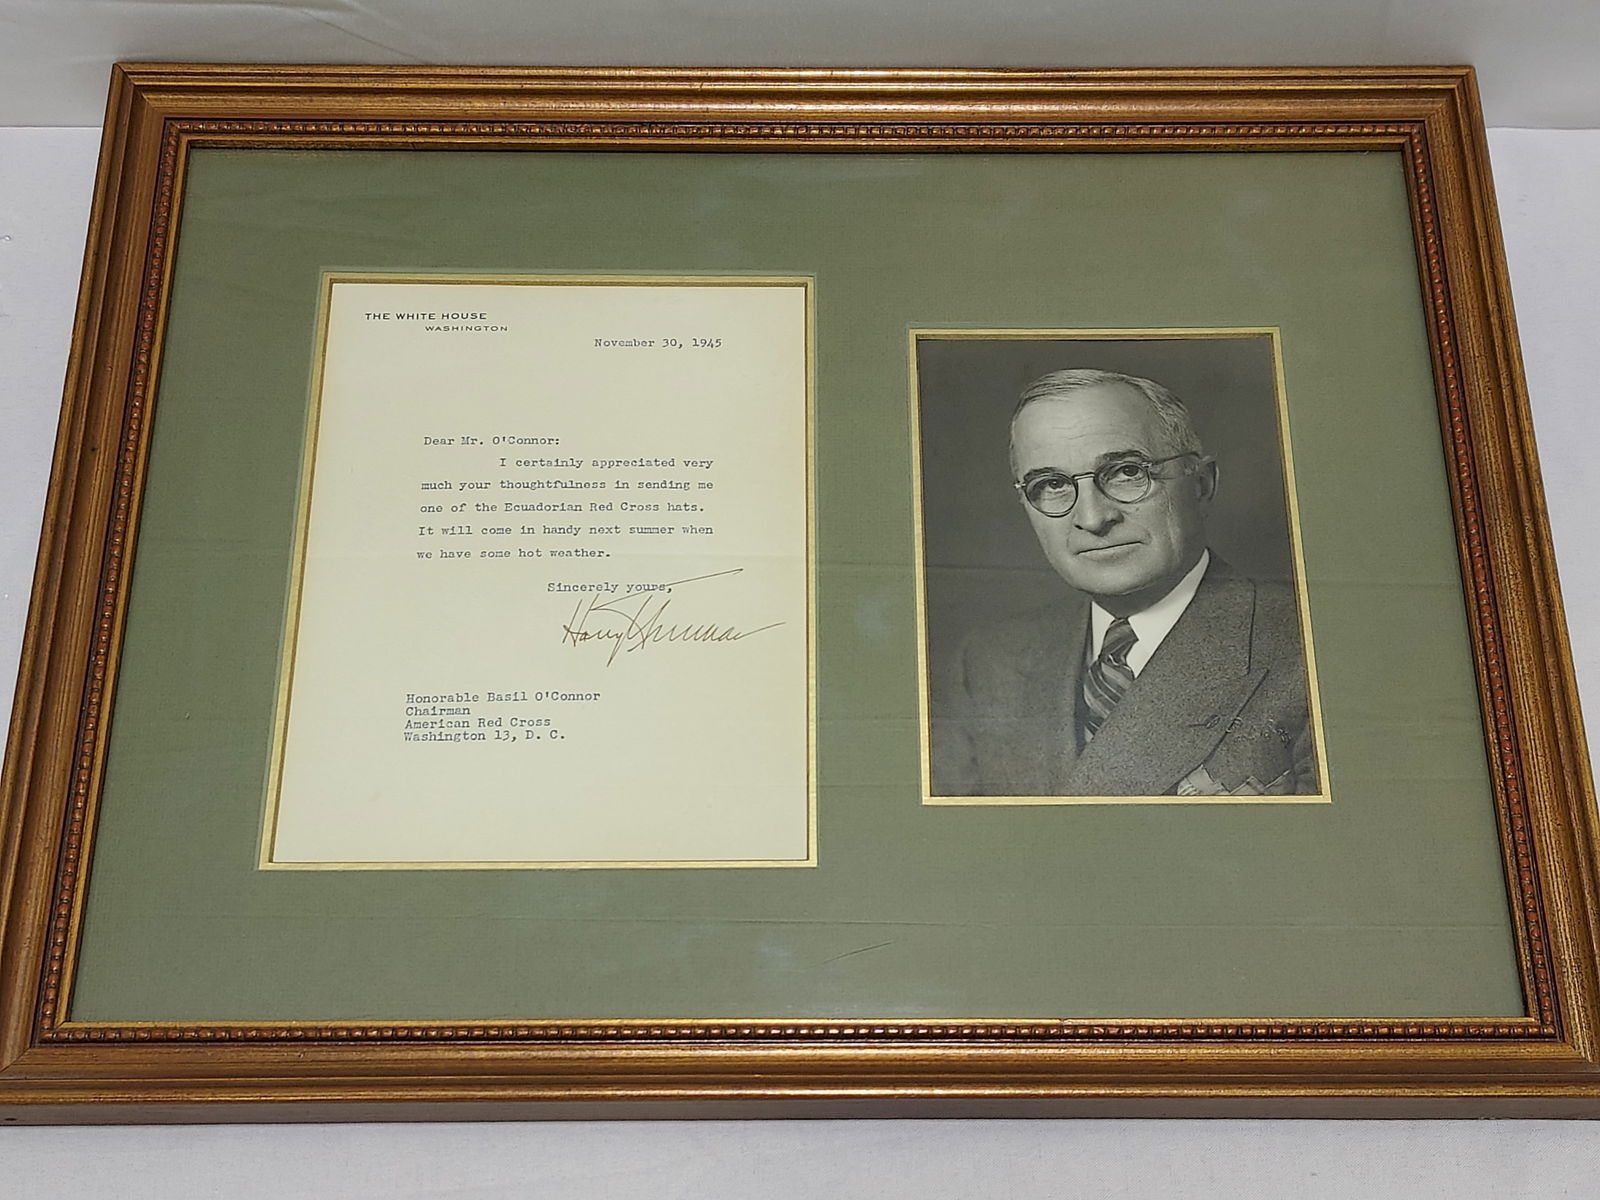 THE WHITE HOUSE
WASHINGTON
November 30, 1945
Dear Mr. O'Connor:
I certainly appreciated very
much your thoughtfulness in sending me
one of the Ecuadorian Red Cross hats.
It will come in handy next summer when
we have some hot weather.
Sincerely yours,
Harry Truman
Honorable Basil O'Connor
Chairman
American Red Cross
Washington 13, D. C.